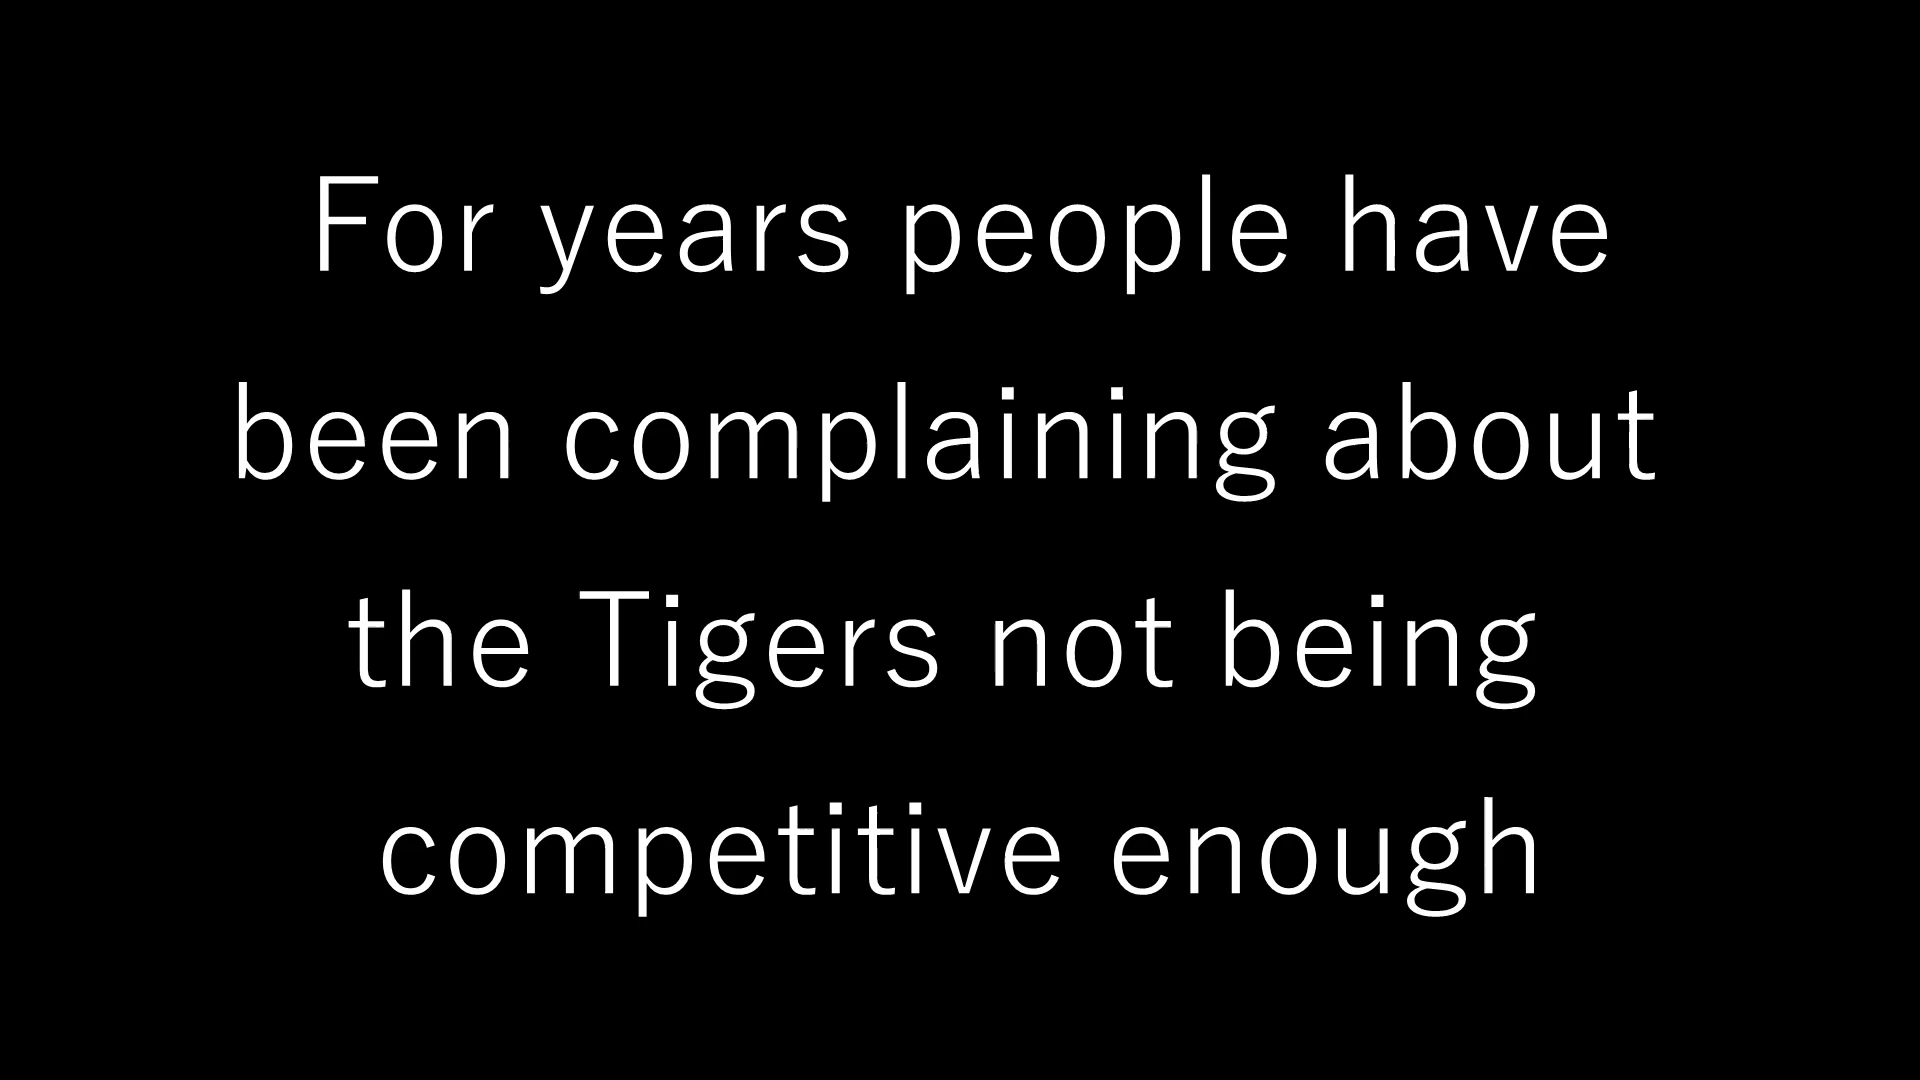 For years people have
been complaining about
the Tigers not being
competitive enough